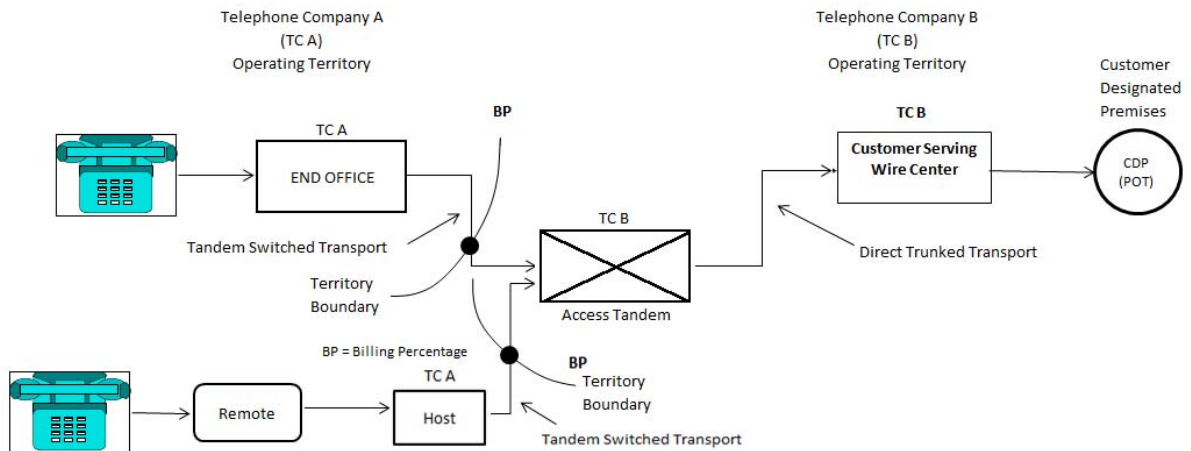 Telephone Company A
(TC A)
Operating Territory
Telephone Company B
(TC B)
Operating Territory
Customer
Designated
Premises
BP
TC A
END OFFICE
TC B
Customer Serving
Wire Center
CDP
(POT)
Tandem Switched Transport
TC B
Direct Trunked Transport
Territory
Boundary
Access Tandem
BP = Billing Percentage
BP
Territory
Boundary
TC A
Remote
Host
Tandem Switched Transport